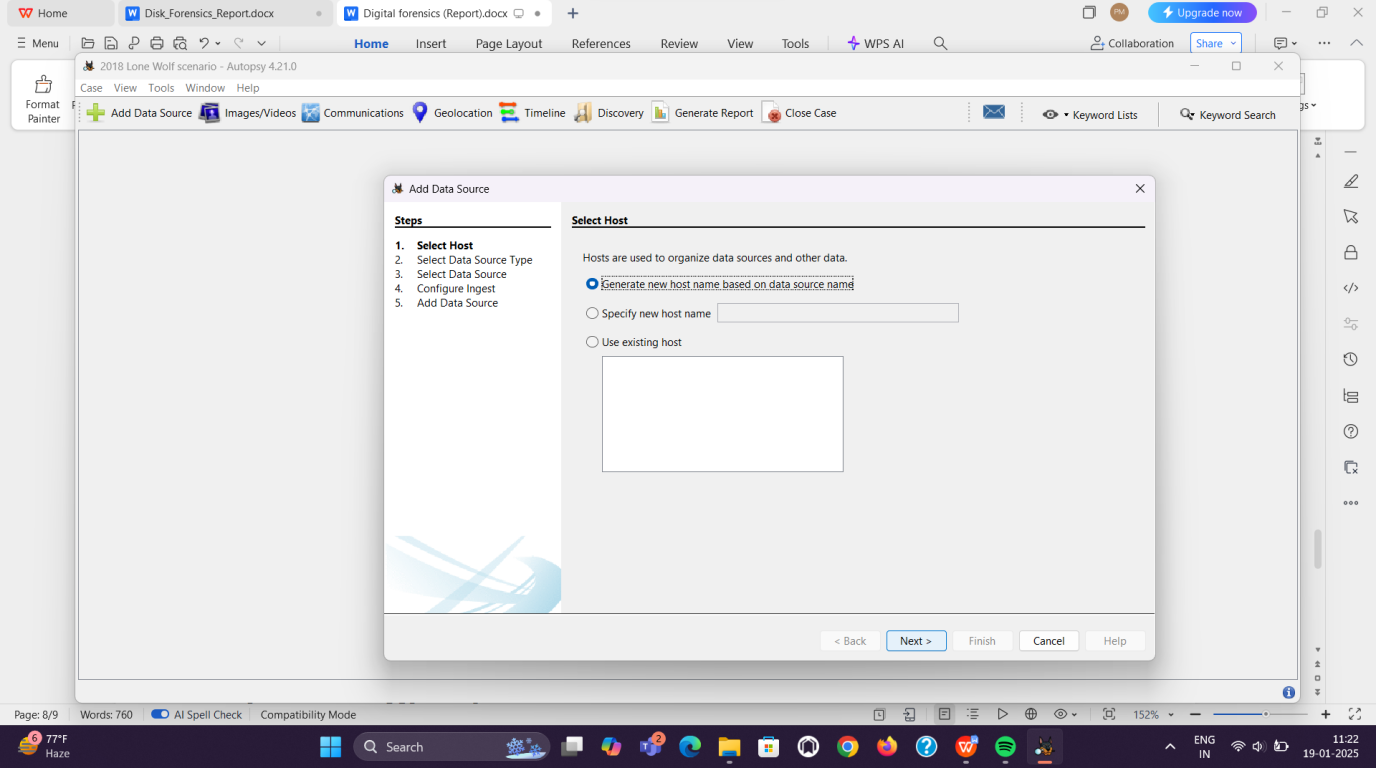 Home
Disk_Forensics_Report.docx
Digital forensics (Report).docx
PM
Upgrade now
Menu
Home Insert Page Layout References Review View Tools WPS AI
Collaboration
Share
Format
Painter
2018 Lone Wolf scenario - Autopsy 4.21.0
Case View Tools Window Help
Add Data Source Images/Videos Communications Geolocation Timeline Discovery Generate Report Close Case
Keyword Lists
Keyword Search
Add Data Source
Steps
1. Select Host
2. Select Data Source Type
3. Select Data Source
4. Configure Ingest
5. Add Data Source
Select Host
Hosts are used to organize data sources and other data.
Generate new host name based on data source name
Specify new host name
Use existing host
< Back Next > Finish Cancel Help
Page: 8/9 Words: 760 AI Spell Check Compatibility Mode
152%
6
77°F
Haze
Search
2
ENG
IN
11:22
19-01-2025